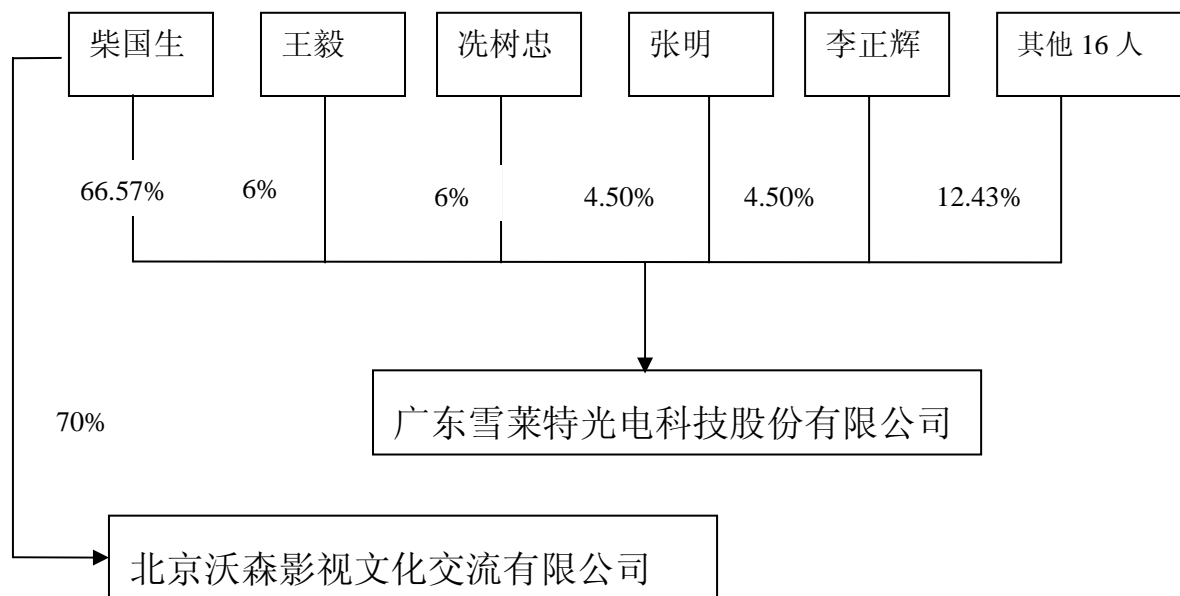 柴国生 王毅 冼树忠 张明 李正辉 其他 16 人
66.57% 6% 6% 4.50% 4.50% 12.43%
70%
广东雪莱特光电科技股份有限公司
北京沃森影视文化交流有限公司